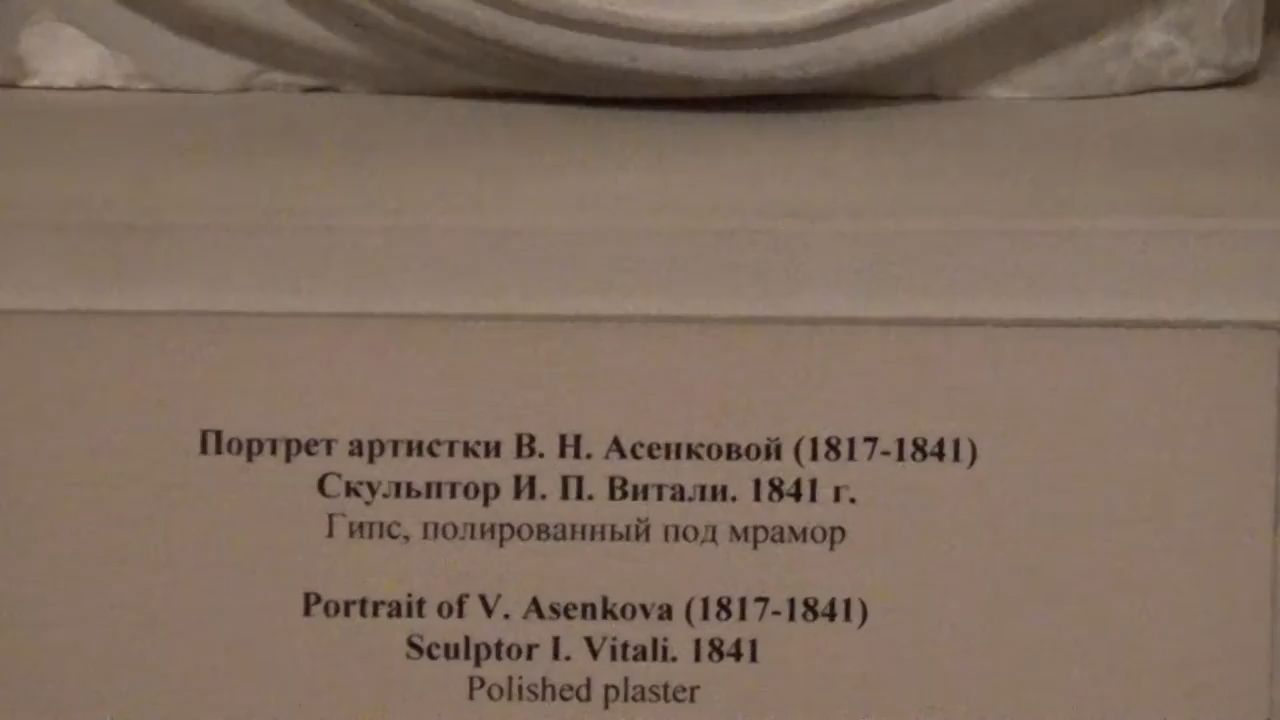 Портрет артистки В. Н. Асенковой (1817-1841)
Скульптор И. П. Витали. 1841 г.
Гипс, полированный под мрамор
Portrait of V. Asenkova (1817-1841)
Sculptor I. Vitali. 1841
Polished plaster